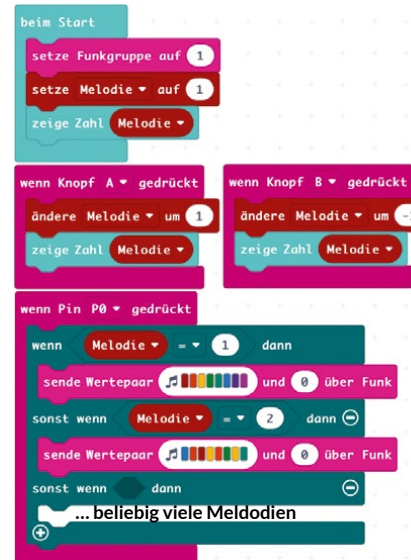 beim Start
setze Funkgruppe auf 1
setze Melodie auf 1
zeige Zahl Melodie
wenn Knopf A gedrückt
ändere Melodie um 1
zeige Zahl Melodie
wenn Knopf B gedrückt
ändere Melodie um
zeige Zahl Melodie
wenn Pin P0 gedrückt
wenn Melodie = 1 dann
sende Wertepaar und 0 über Funk
sonst wenn Melodie = 2 dann
sende Wertepaar und 0 über Funk
sonst wenn dann
... beliebig viele Meldodien